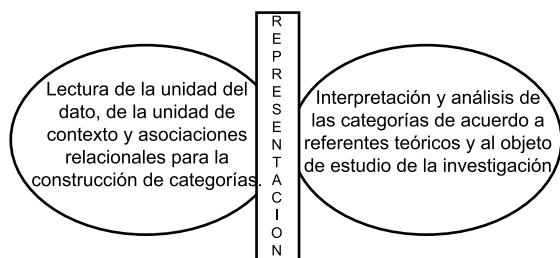 Lectura de la unidad del
dato, de la unidad de
contexto y asociaciones
relacionales para la
construcción de categorías.
REPRESENTACION
Interpretación y análisis de
las categorías de acuerdo a
referentes teóricos y al objeto
de estudio de la investigación